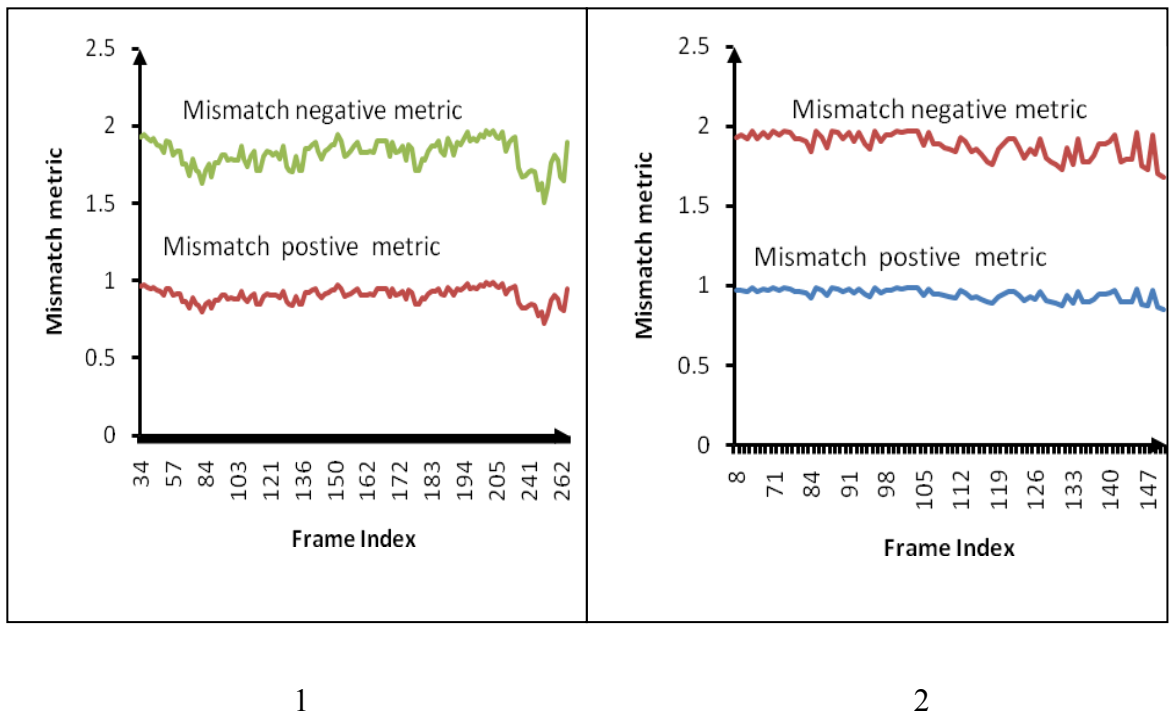 2.5
Mismatch negative metric
2
1.5
Mismatch postive metric
1
0.5
0
Mismatch metric
34 57 84 103 121 136 150 162 172 183 194 205 241 262
Frame Index
2.5
Mismatch negative metric
2
1.5
Mismatch postive metric
1
0.5
0
Mismatch metric
8 71 84 91 98 105 112 119 126 133 140 147
Frame Index
1
2